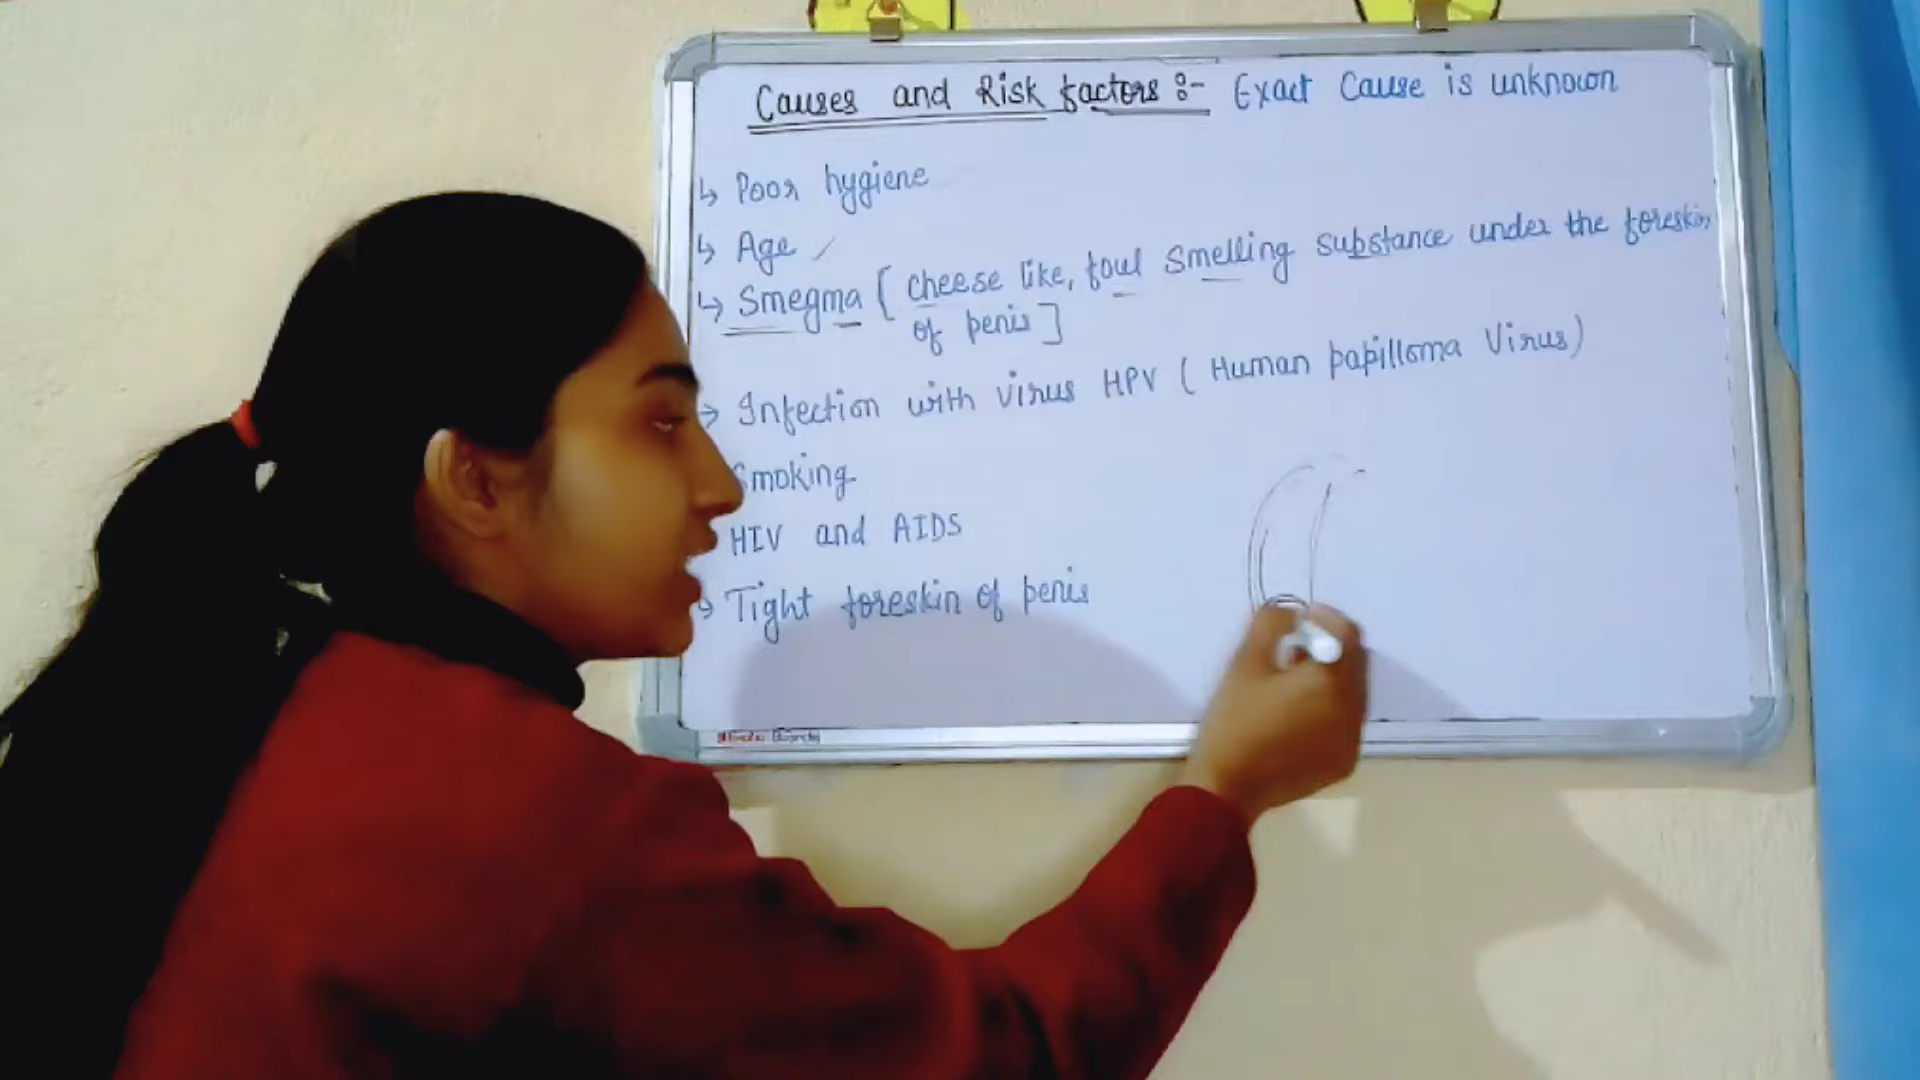 Causes and Risk factors :- Exact Cause is unknown
↳ Poor hygiene
↳ Age
↳ Smegma [ cheese like, foul smelling substance under the foreskin
of penis ]
→ Infection with virus HPV ( Human papilloma Virus )
Smoking
HIV and AIDS
→ Tight foreskin of penis